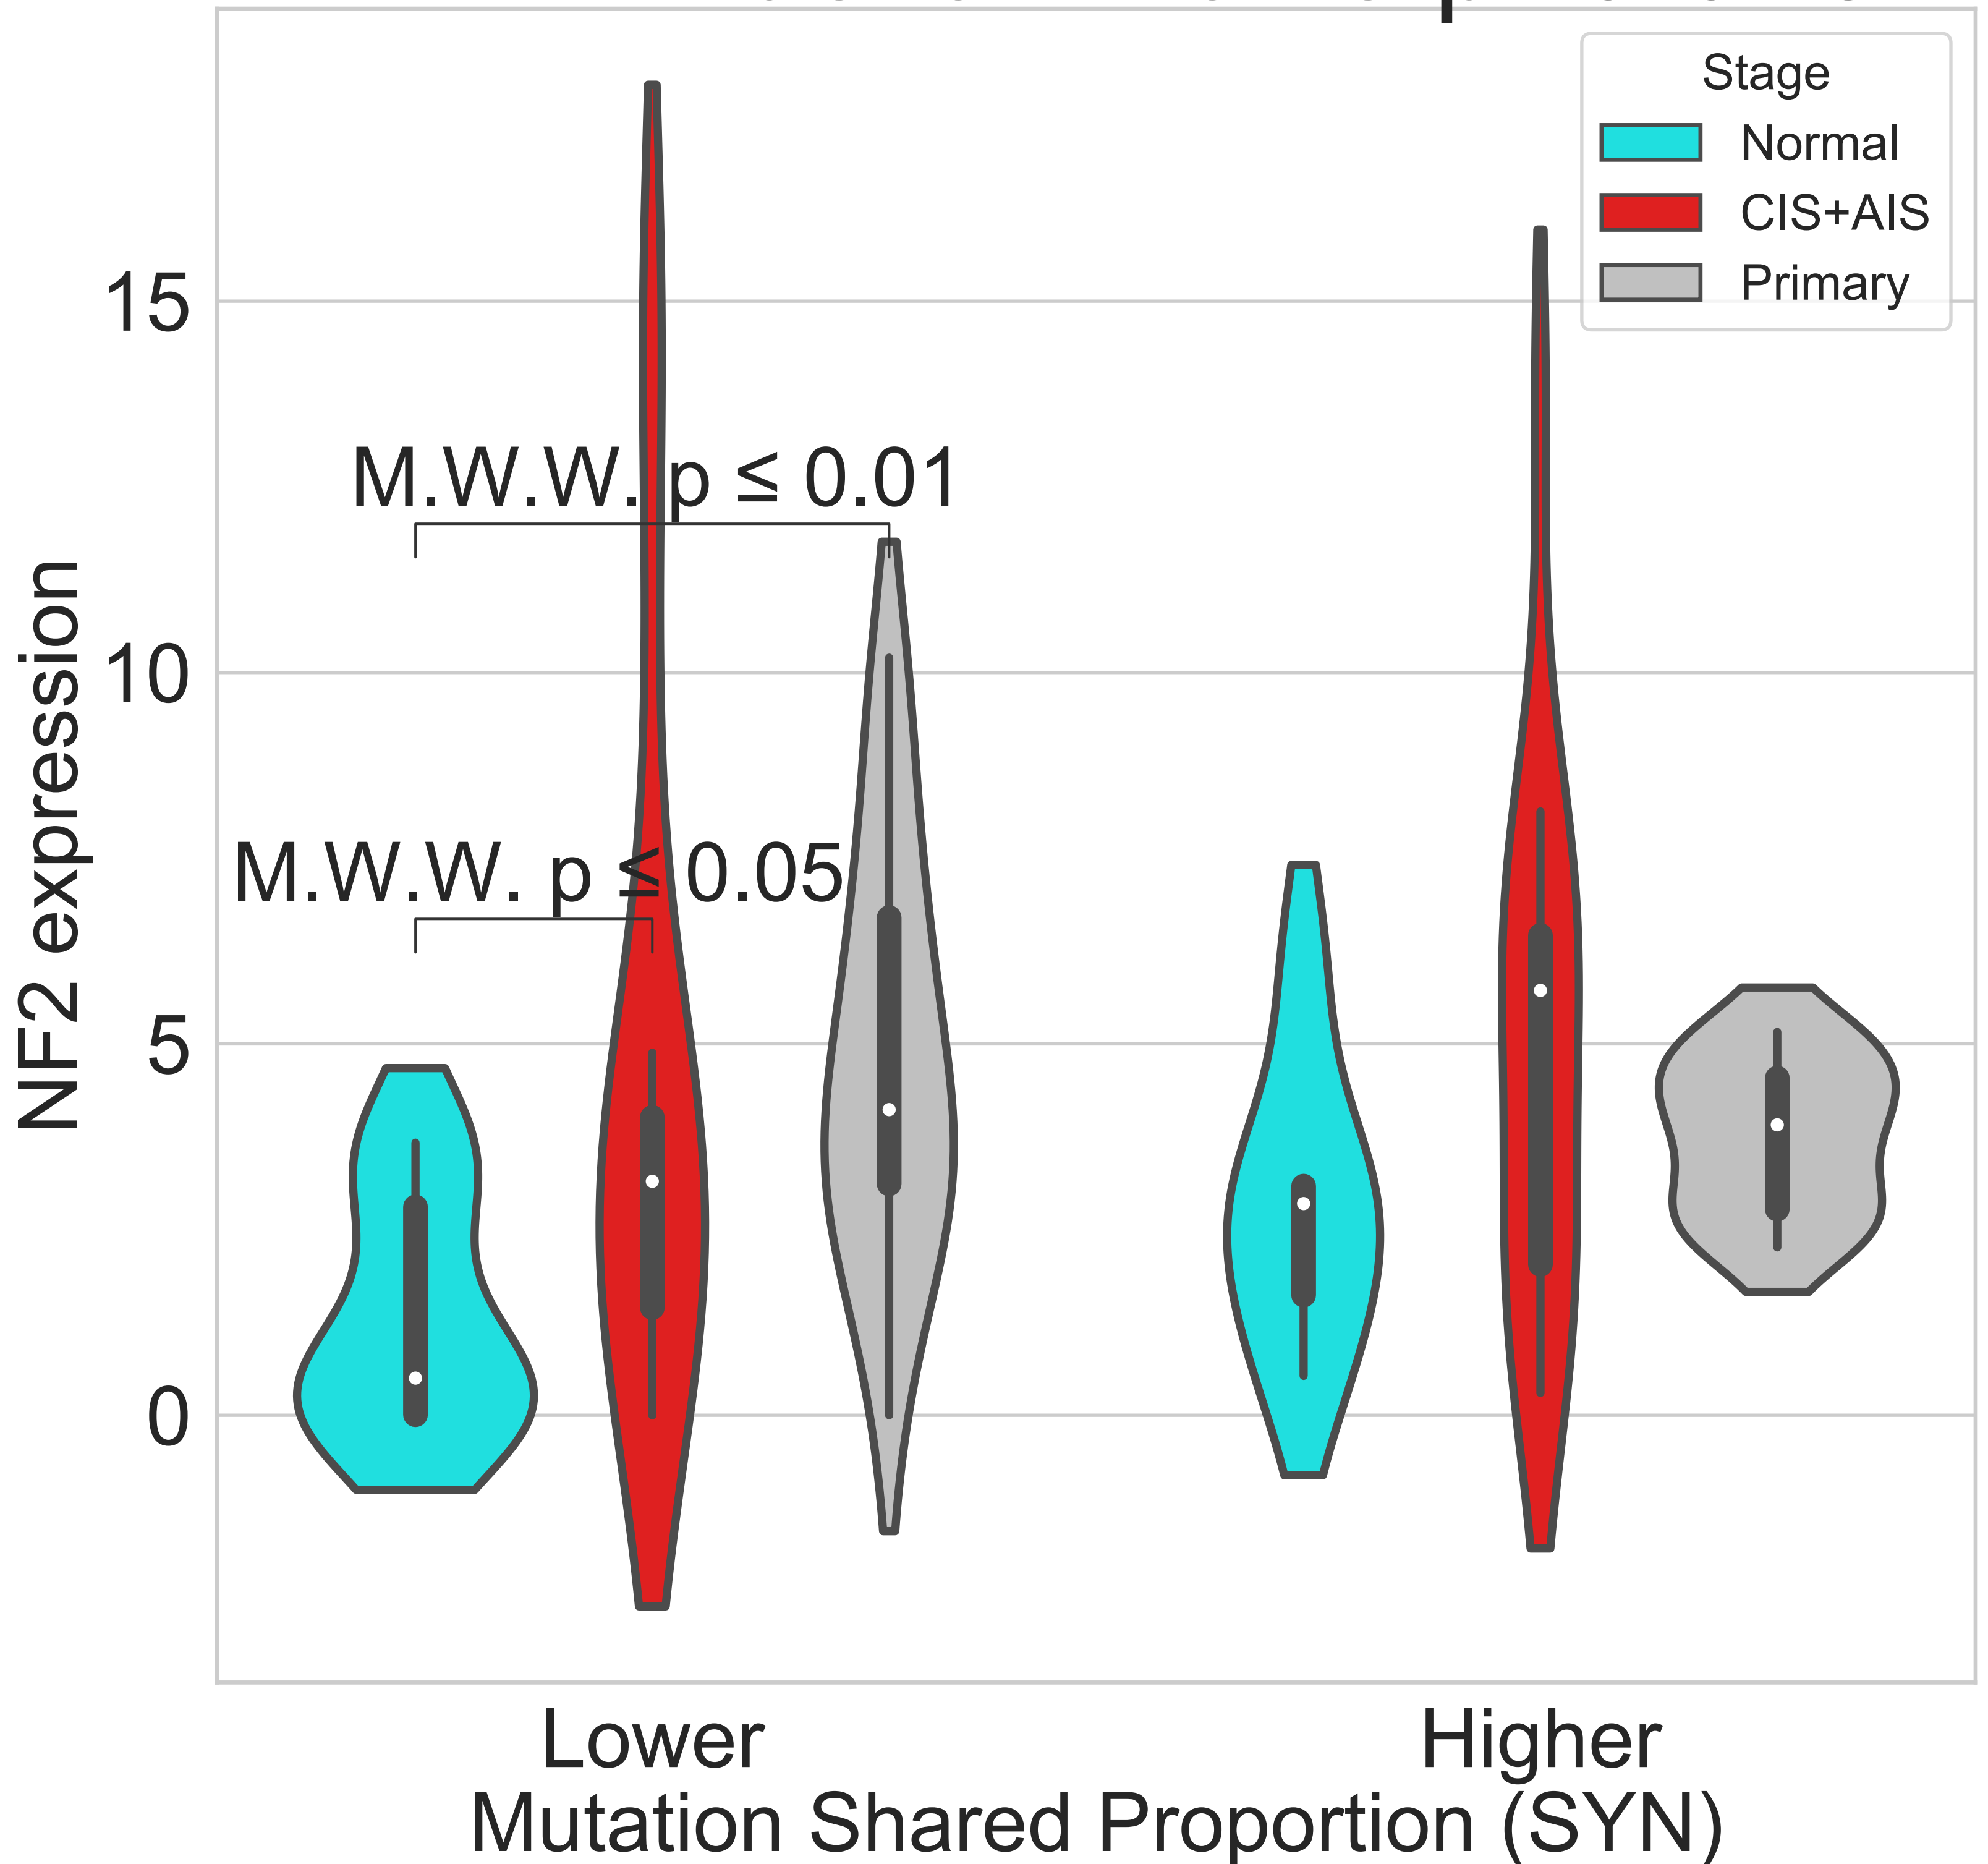 Stage
Normal
CIS+AIS
Primary
15
10
5
0
NF2 expression
M.W.W. p ≤ 0.01
M.W.W. p ≤ 0.05
Lower
Higher
Mutation Shared Proportion (SYN)